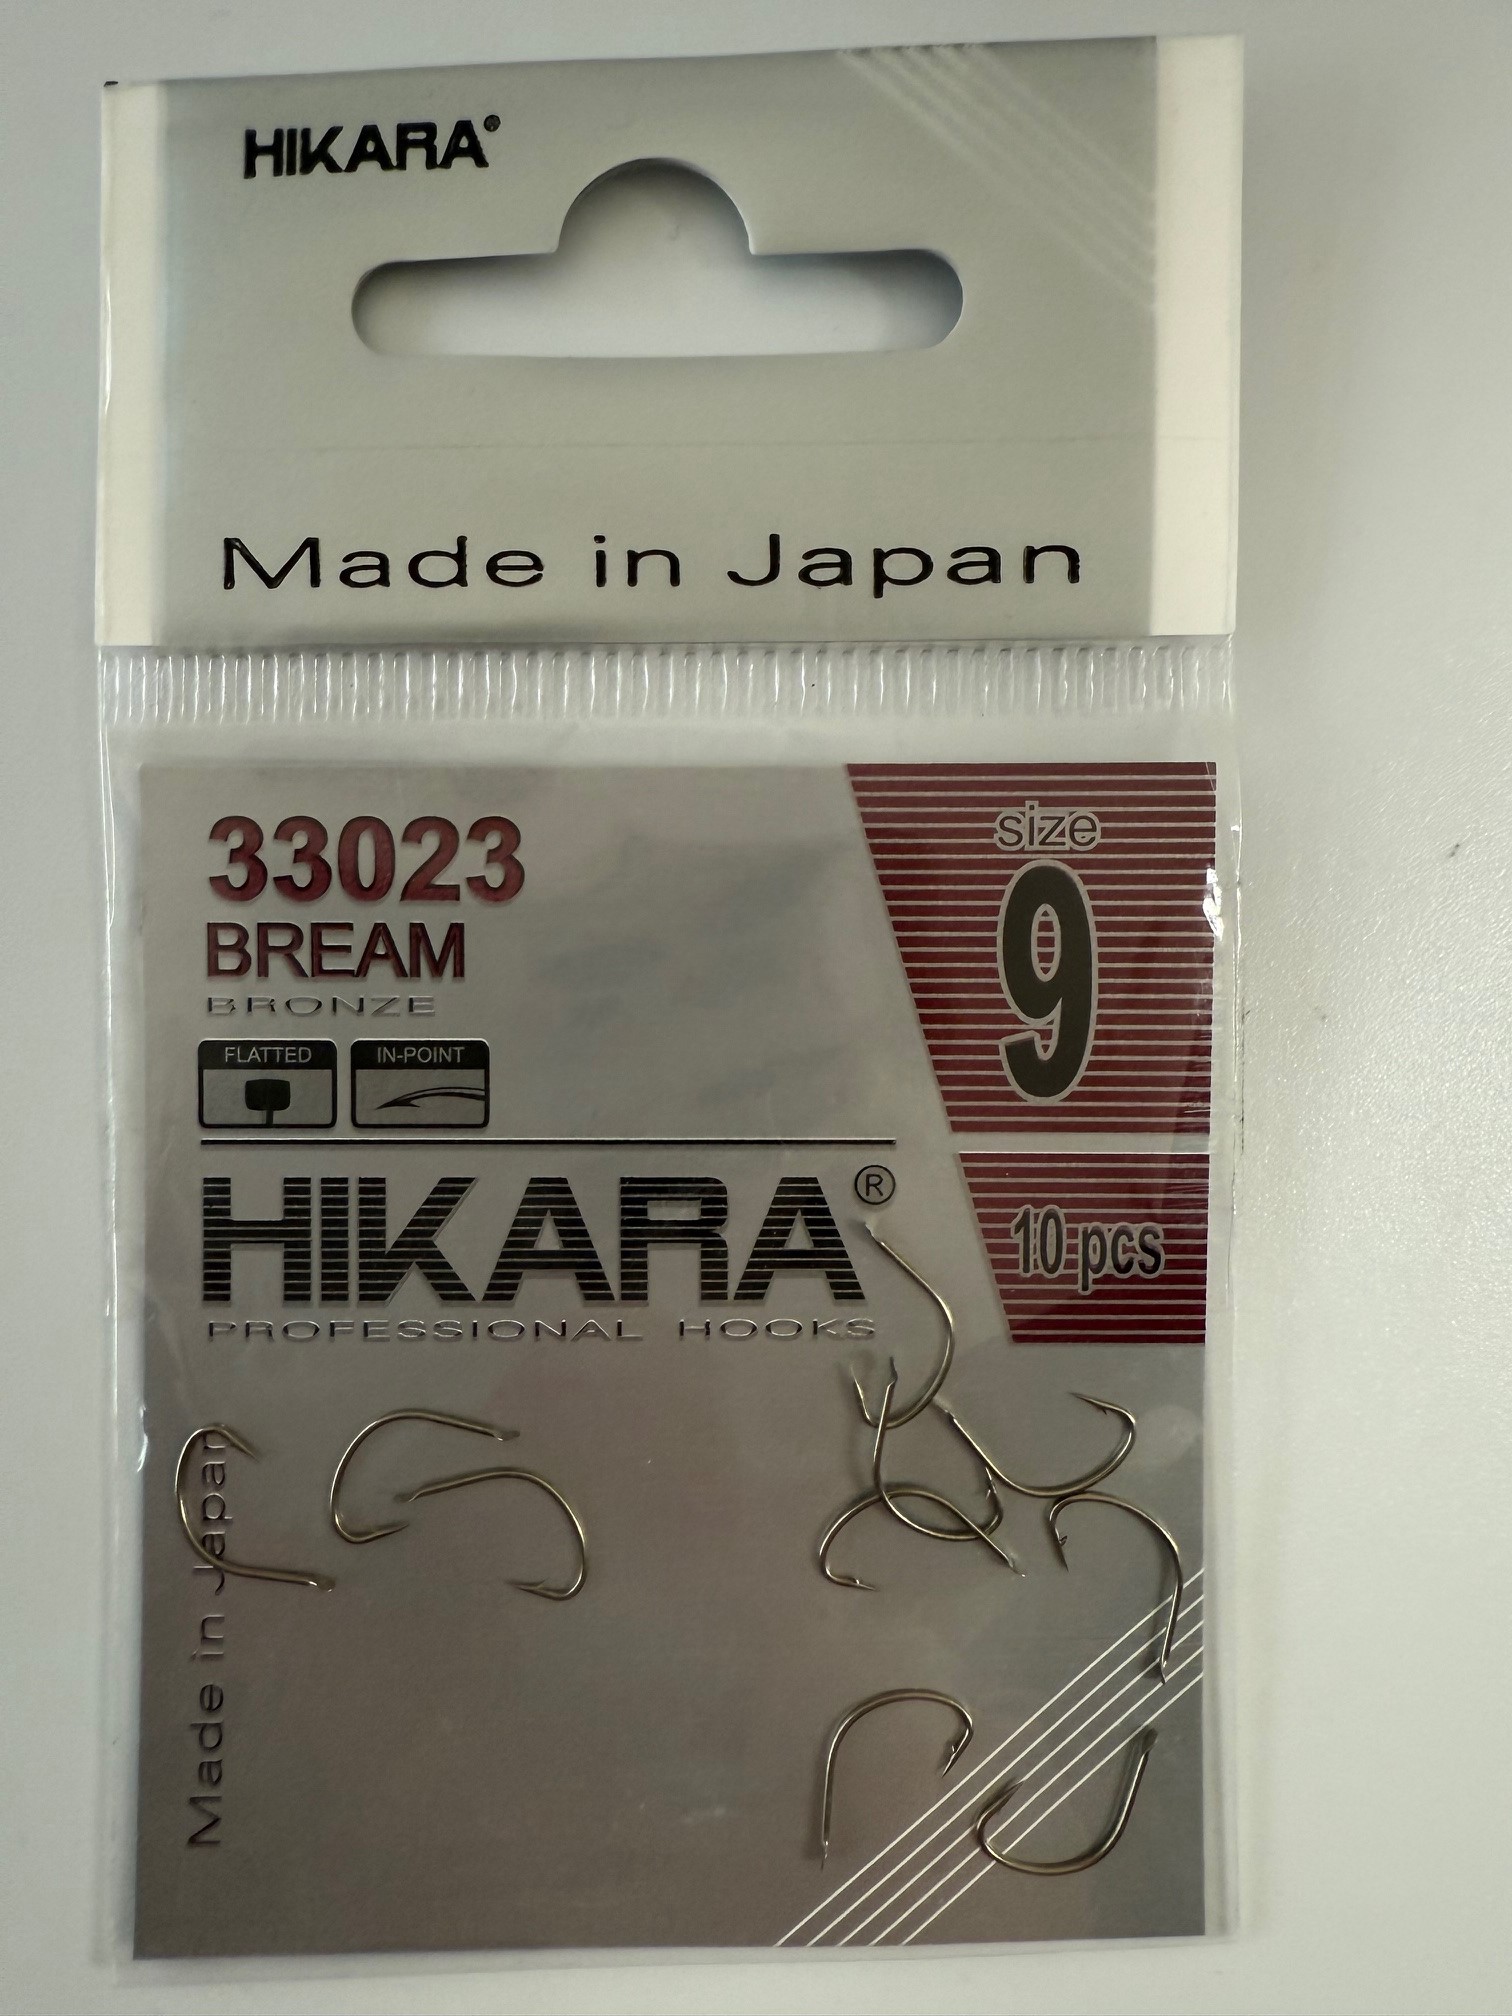 HIKARA®
Made in Japan
33023
BREAM
BRONZE
FLATTED
IN-POINT
size
9
HIKARA®
PROFESSIONAL HOOKS
10 pcs
Made in Japan